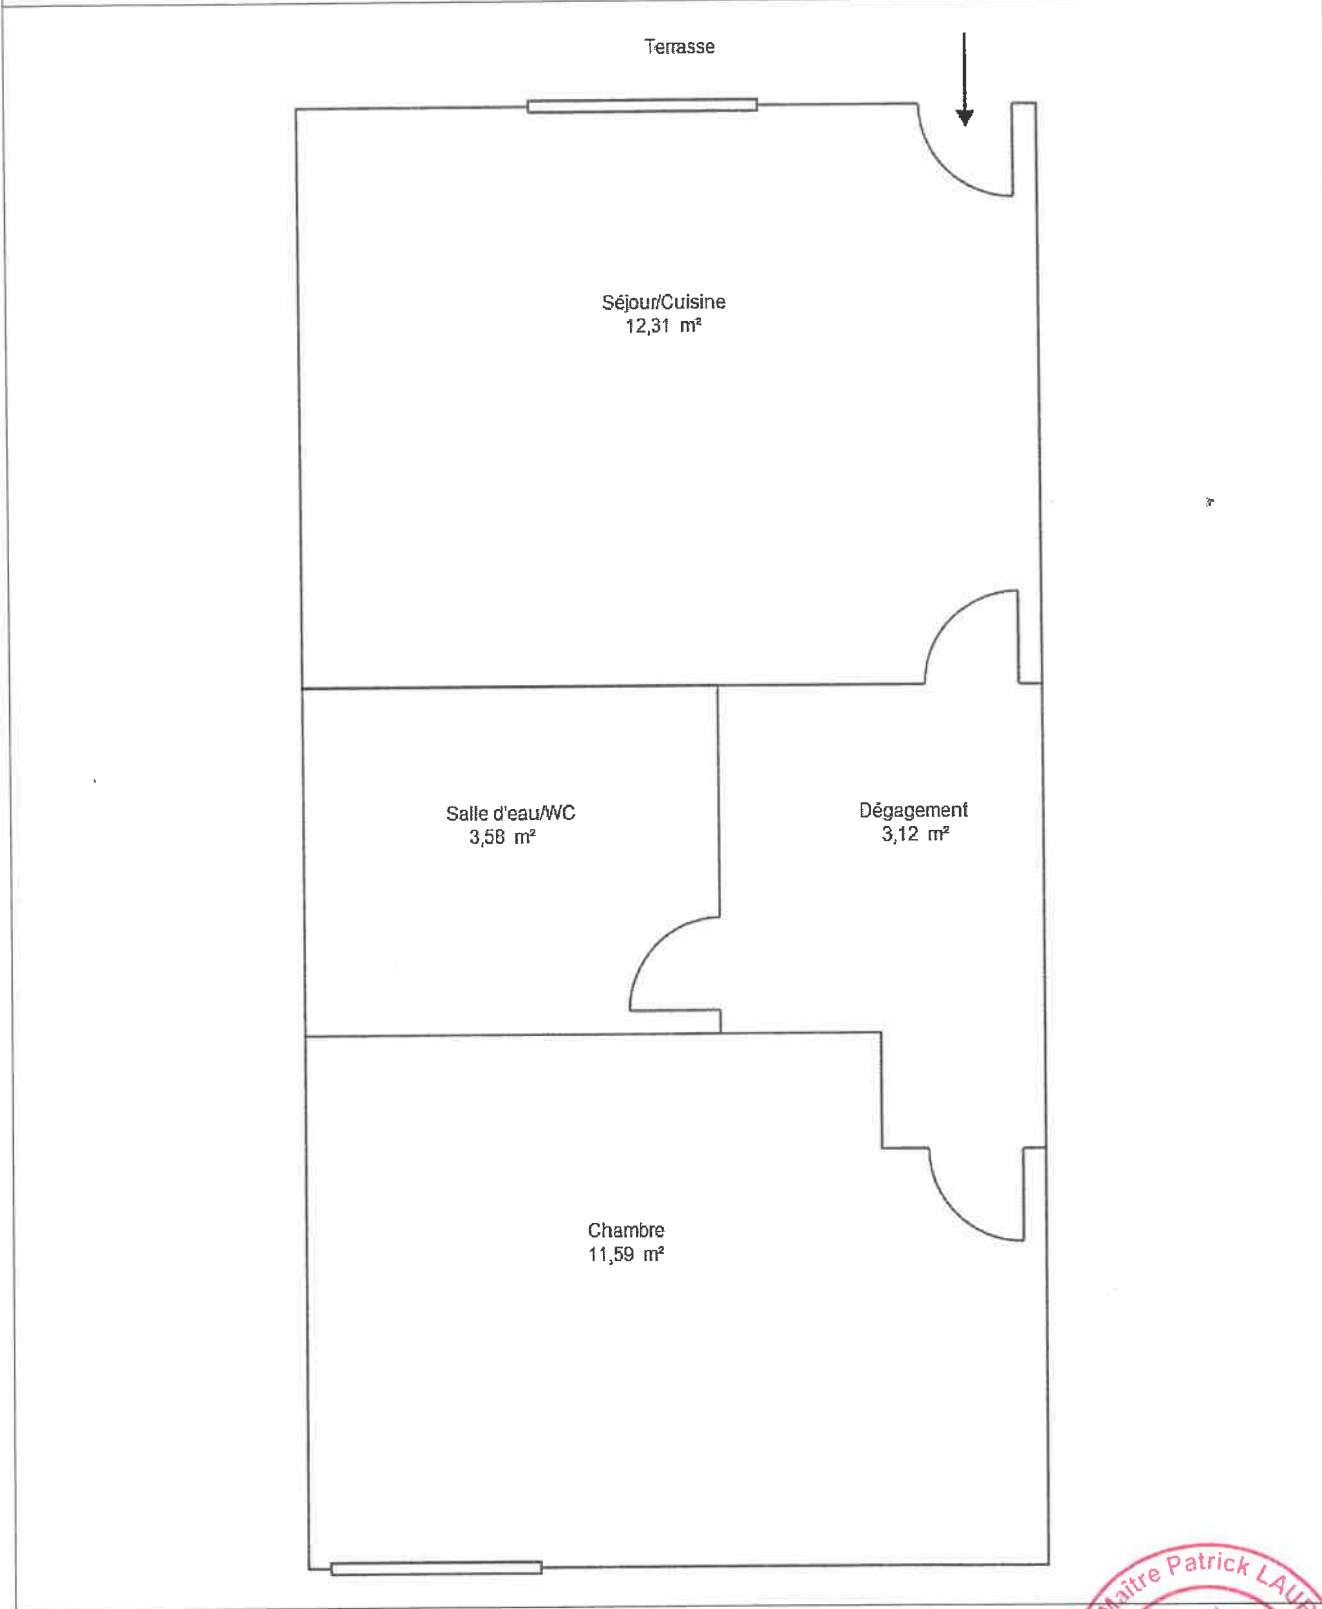 Terrasse
Séjour/Cuisine
12,31 m²
Salle d'eau/WC
3,58 m²
Dégagement
3,12 m²
Chambre
11,59 m²
Maître Patrick